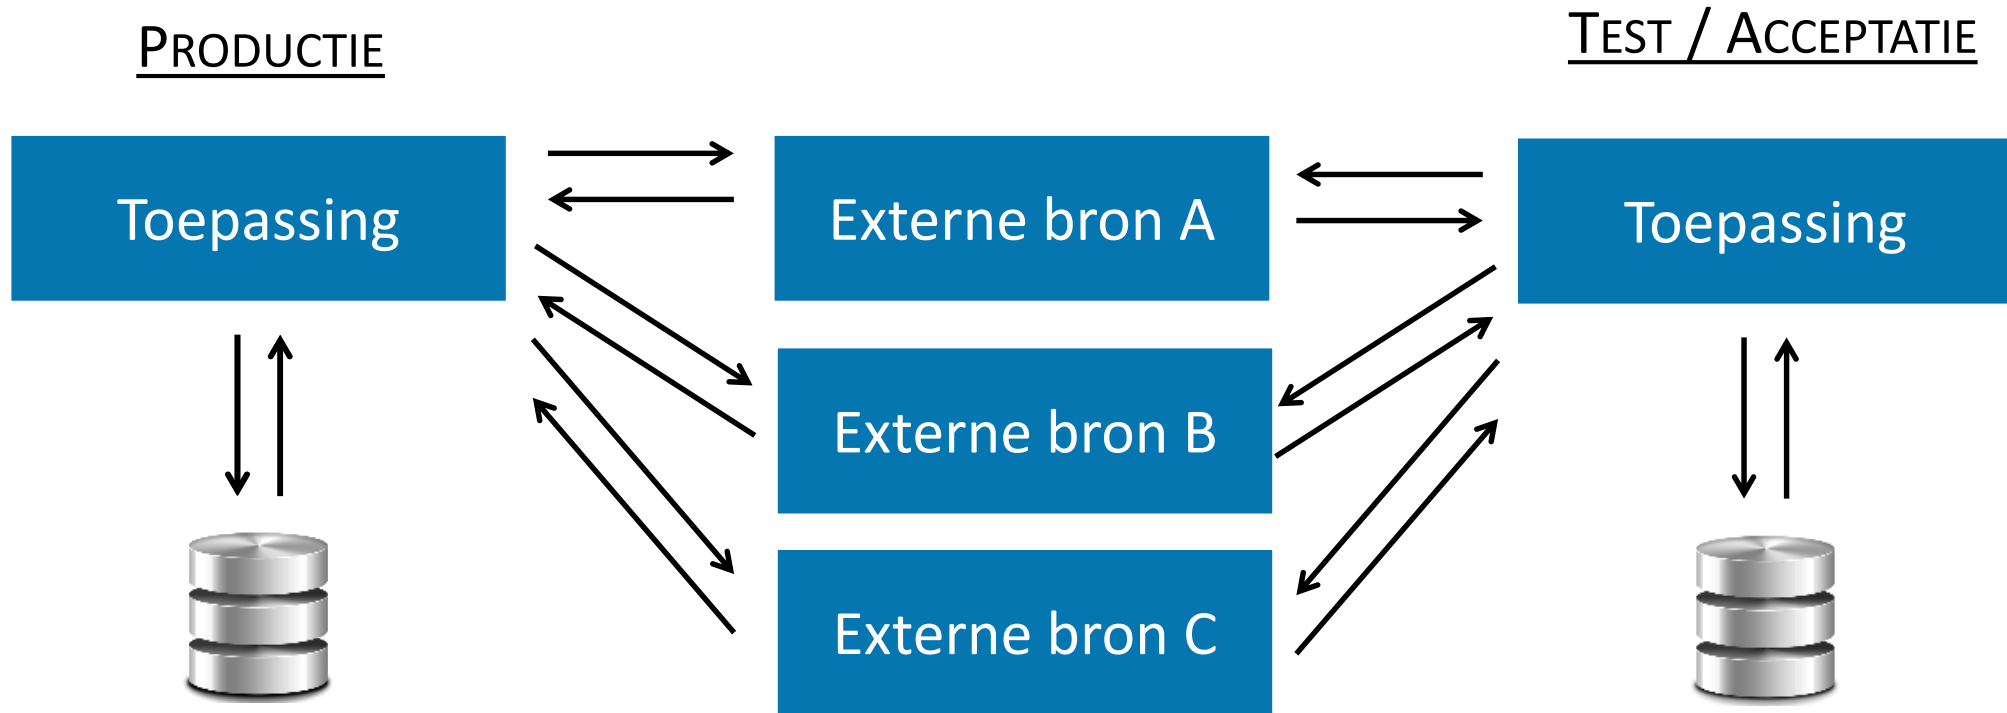 PRODUCTIE
TEST / ACCEPTATIE
Toepassing
Externe bron A
Toepassing
Externe bron B
Externe bron C